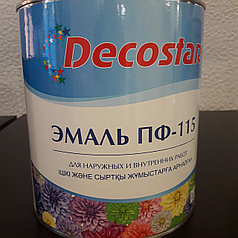 Decostar
ЭМАЛЬ ПФ-115
ДЛЯ НАРУЖНЫХ И ВНУТРЕННИХ РАБОТ
ІШКІ ЖӘНЕ СЫРТҚЫ ЖҰМЫСТАРҒА АРНАЛҒАН